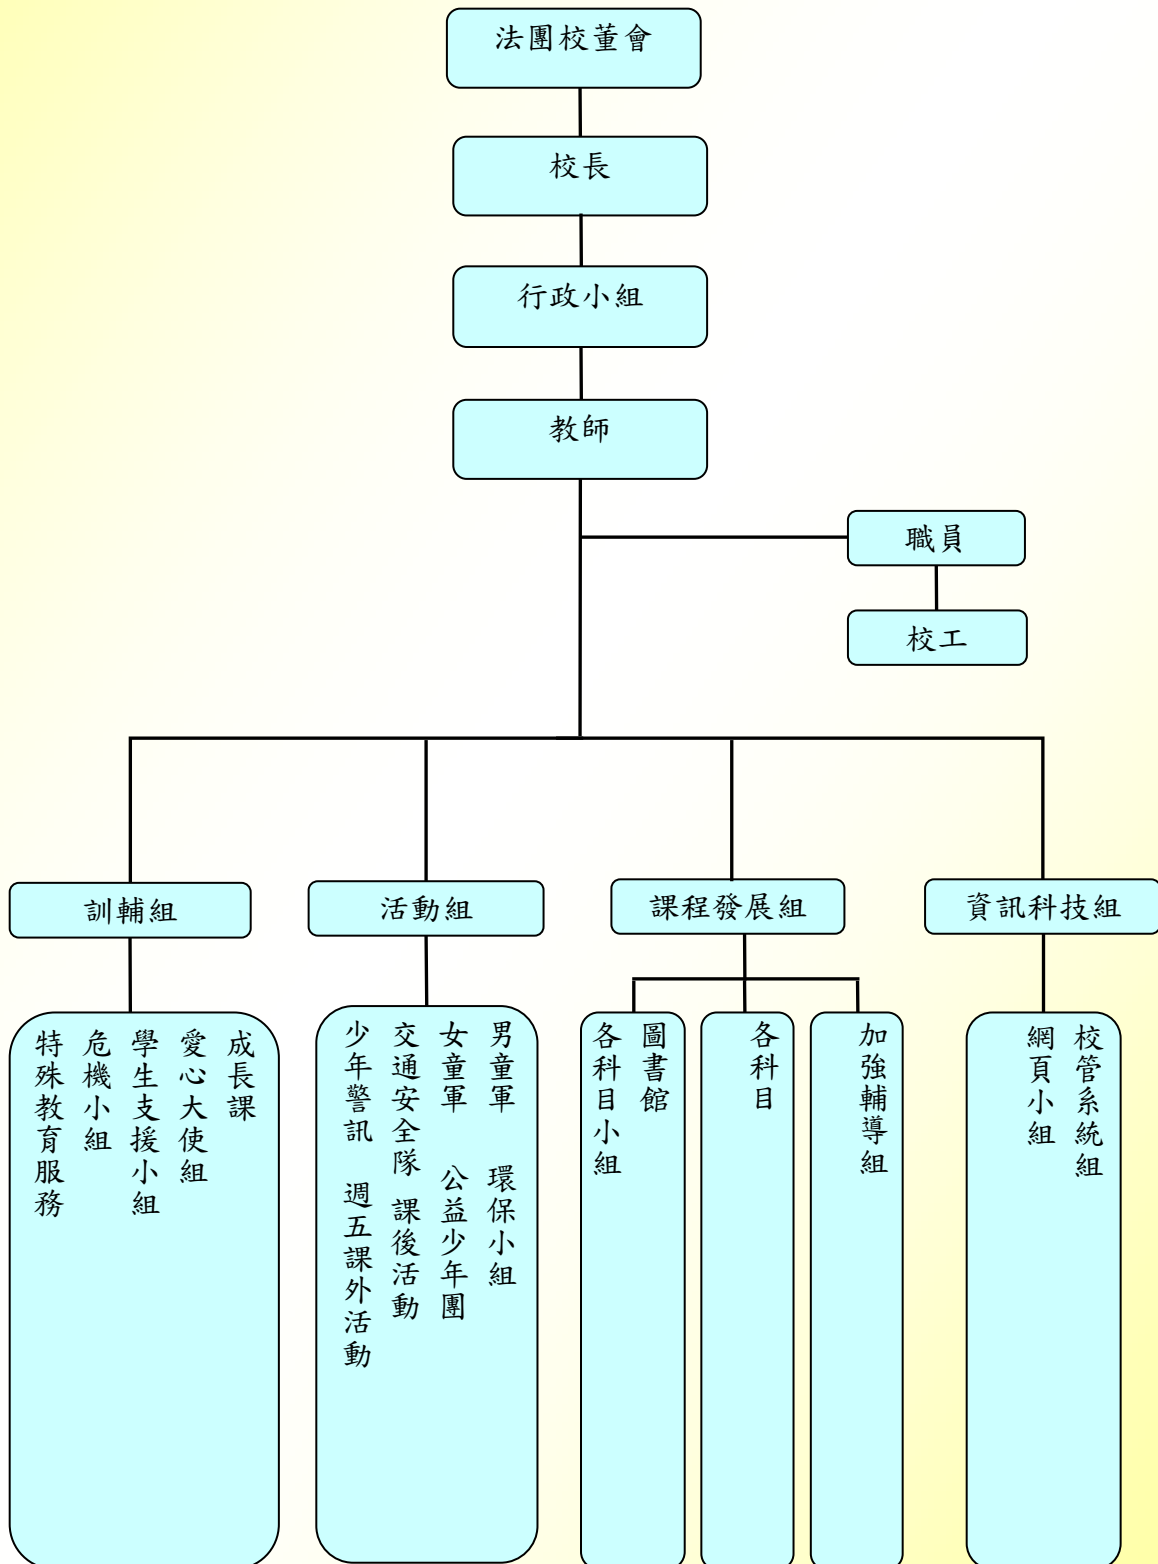 法團校董會
校長
行政小組
教師
職員
校工
訓輔組
活動組
課程發展組
資訊科技組
成長課
愛心大使組
學生支援小組
危機小組
特殊教育服務
男童軍 環保小組
女童軍 公益少年團
交通安全隊 課後活動
少年警訊 週五課外活動
圖書館
各科目小組
各科目
加強輔導組
校管系統組
網頁小組